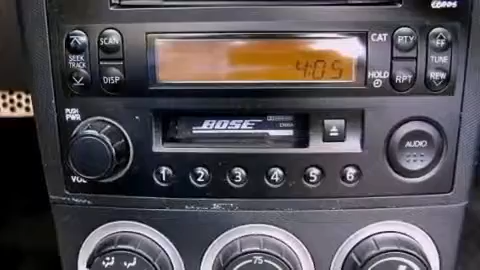 CORDS
SCAN
CAT
PTY
FF
SEEK
TRACK
TUNE
DISP
HOLD
RPT
REW
4:05
PUSH
PWR
BOSE
AUDIO
VOL
1 2 3 4 5 6
75